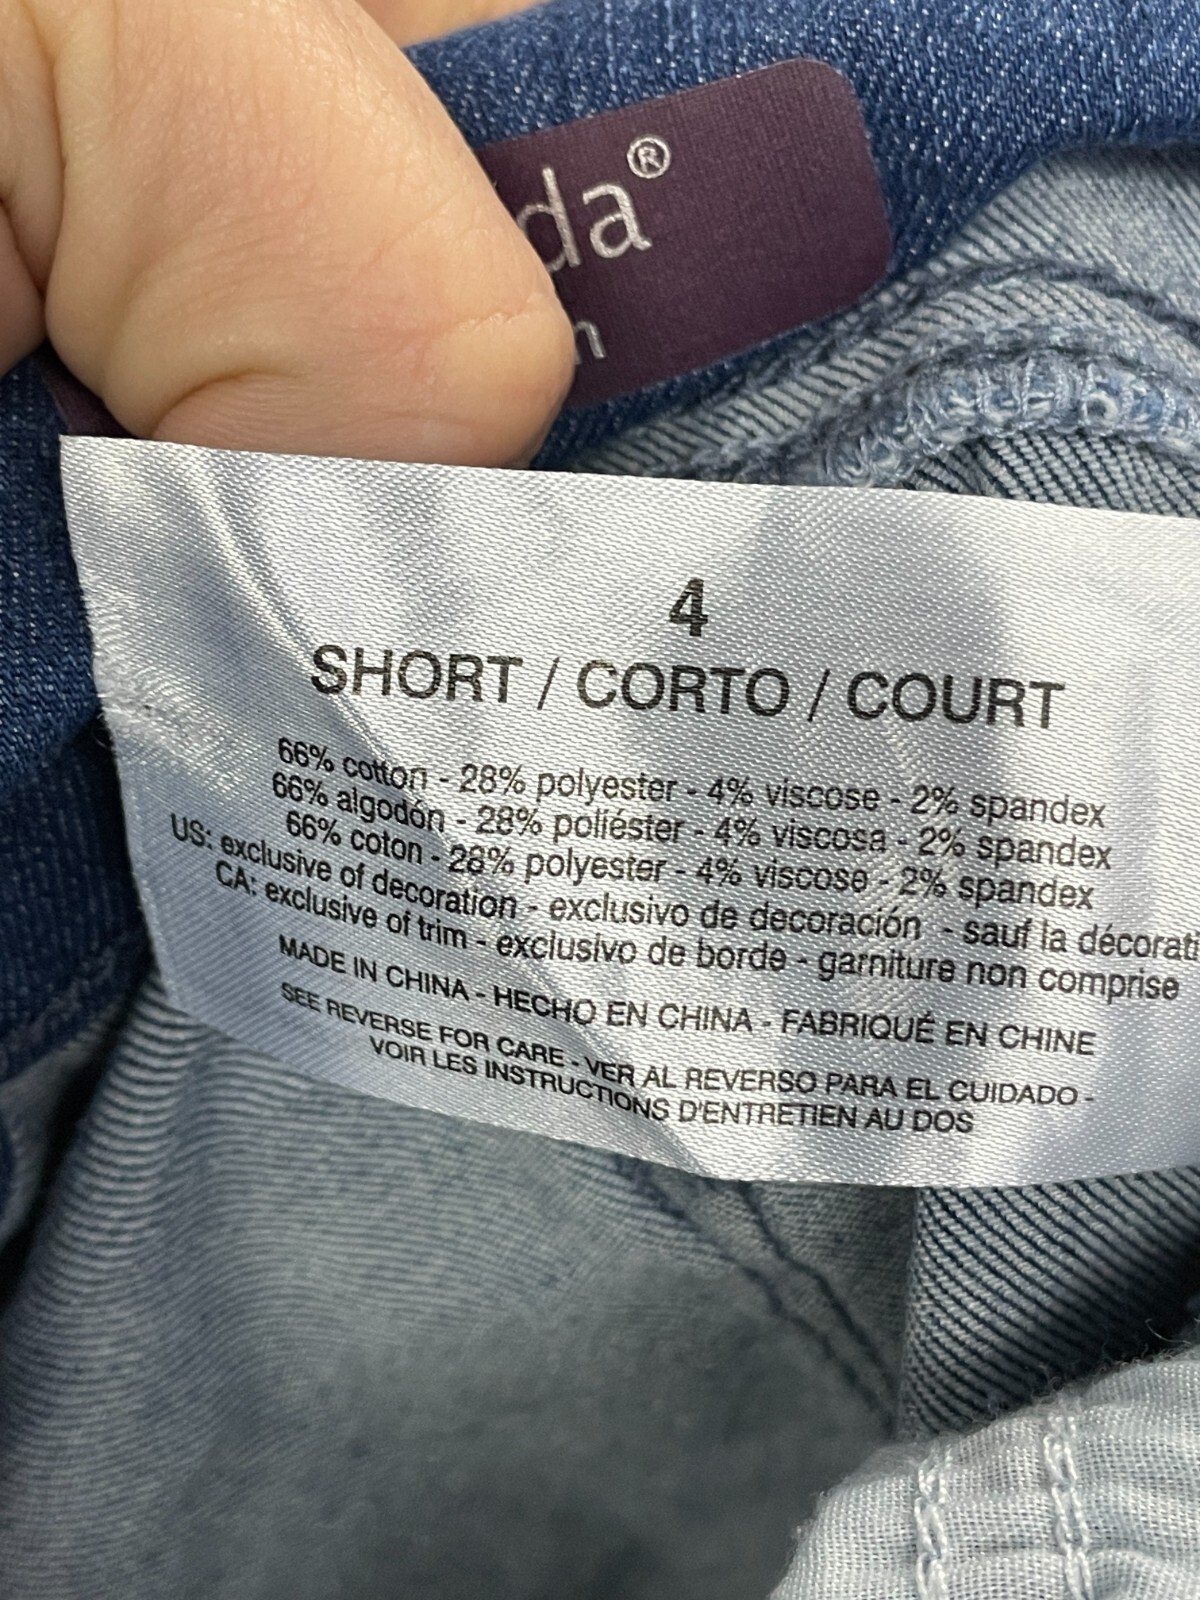 da®
n
4
SHORT / CORTO / COURT
66% cotton - 28% polyester - 4% viscose - 2% spandex
66% algodón - 28% poliéster - 4% viscosa - 2% spandex
66% coton - 28% polyester - 4% viscose - 2% spandex
US: exclusive of decoration - exclusivo de decoración - sauf la décorati
CA: exclusive of trim - exclusivo de borde - garniture non comprise
MADE IN CHINA - HECHO EN CHINA - FABRIQUÉ EN CHINE
SEE REVERSE FOR CARE - VER AL REVERSO PARA EL CUIDADO -
VOIR LES INSTRUCTIONS D'ENTRETIEN AU DOS